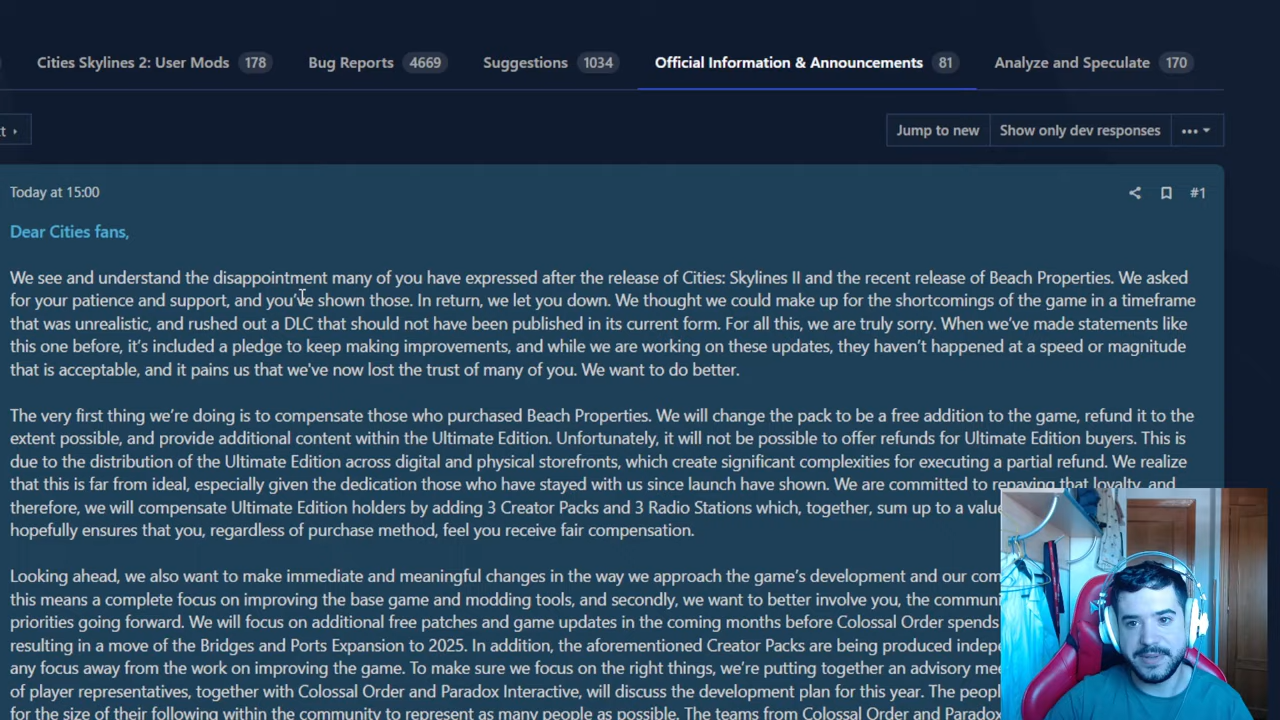 Cities Skylines 2: User Mods 178 Bug Reports 4669 Suggestions 1034 Official Information & Announcements 81 Analyze and Speculate 170
Jump to new Show only dev responses •••
Today at 15:00 #1
Dear Cities fans,
We see and understand the disappointment many of you have expressed after the release of Cities: Skylines II and the recent release of Beach Properties. We asked
for your patience and support, and you've shown those. In return, we let you down. We thought we could make up for the shortcomings of the game in a timeframe
that was unrealistic, and rushed out a DLC that should not have been published in its current form. For all this, we are truly sorry. When we've made statements like
this one before, it's included a pledge to keep making improvements, and while we are working on these updates, they haven't happened at a speed or magnitude
that is acceptable, and it pains us that we've now lost the trust of many of you. We want to do better.
The very first thing we're doing is to compensate those who purchased Beach Properties. We will change the pack to be a free addition to the game, refund it to the
extent possible, and provide additional content within the Ultimate Edition. Unfortunately, it will not be possible to offer refunds for Ultimate Edition buyers. This is
due to the distribution of the Ultimate Edition across digital and physical storefronts, which create significant complexities for executing a partial refund. We realize
that this is far from ideal, especially given the dedication those who have stayed with us since launch have shown. We are committed to repaying that loyalty, and
therefore, we will compensate Ultimate Edition holders by adding 3 Creator Packs and 3 Radio Stations which, together, sum up to a
hopefully ensures that you, regardless of purchase method, feel you receive fair compensation.
Looking ahead, we also want to make immediate and meaningful changes in the way we approach the game's development and our
this means a complete focus on improving the base game and modding tools, and secondly, we want to better involve you, the
priorities going forward. We will focus on additional free patches and game updates in the coming months before Colossal Order spends
resulting in a move of the Bridges and Ports Expansion to 2025. In addition, the aforementioned Creator Packs are being produced
any focus away from the work on improving the game. To make sure we focus on the right things, we're putting together an advisory
of player representatives, together with Colossal Order and Paradox Interactive, will discuss the development plan for this year. The
for the size of their following within the community to represent as many people as possible. The teams from Colossal Order and Paradox